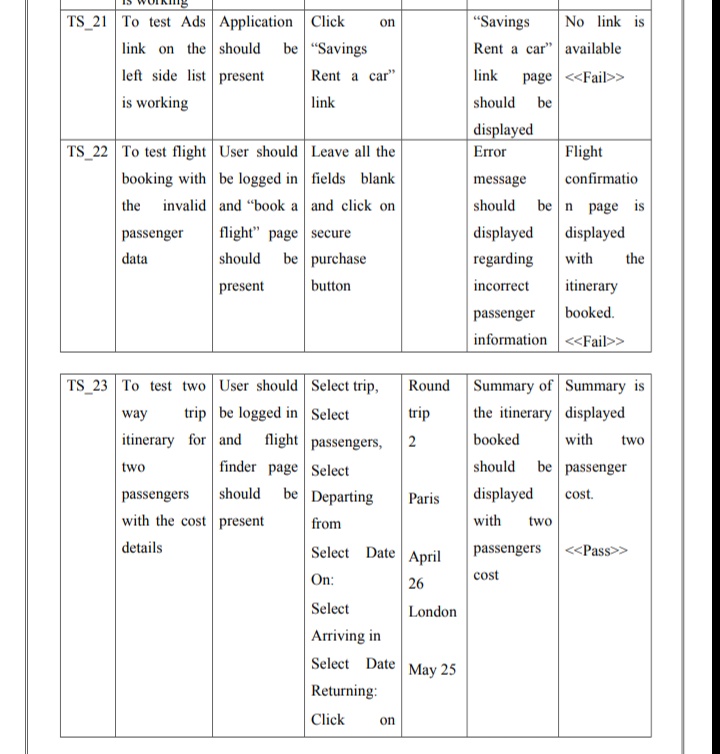 is working
TS_21
To test Ads
link on the
left side list
is working
Application
should be
present
Click on
“Savings
Rent a car”
link
“Savings
Rent a car”
link page
should be
displayed
No link is
available
<<Fail>>
TS_22
To test flight
booking with
the invalid
passenger
data
User should
be logged in
and “book a
flight” page
should be
present
Leave all the
fields blank
and click on
secure
purchase
button
Error
message
should be
displayed
regarding
incorrect
passenger
information
Flight
confirmatio
n page is
displayed
with the
itinerary
booked.
<<Fail>>
TS_23
To test two
way trip
itinerary for
two
passengers
with the cost
details
User should
be logged in
and flight
finder page
should be
present
Select trip,
Select
passengers,
Select
Departing
from
Select Date
On:
Select
Arriving in
Select Date
Returning:
Click on
Round
trip
2
Paris
April
26
London
May 25
Summary of
the itinerary
booked
should be
displayed
with two
passengers
cost
Summary is
displayed
with two
passenger
cost.
<<Pass>>